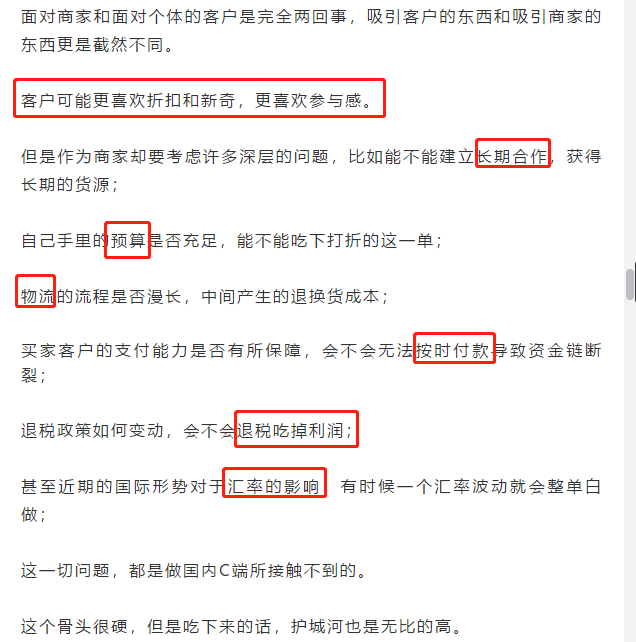 面对商家和面对个体的客户是完全两回事，吸引客户的东西和吸引商家的
东西更是截然不同。
客户可能更喜欢折扣和新奇，更喜欢参与感。
但是作为商家却要考虑许多深层的问题，比如能不能建立长期合作，获得
长期的货源；
自己手里的预算是否充足，能不能吃下打折的这一单；
物流的流程是否漫长，中间产生的退换货成本；
买家客户的支付能力是否有所保障，会不会无法按时付款导致资金链断
裂；
退税政策如何变动，会不会退税吃掉利润；
甚至近期的国际形势对于汇率的影响，有时候一个汇率波动就会整单白
做；
这一切问题，都是做国内C端所接触不到的。
这个骨头很硬，但是吃下来的话，护城河也是无比的高。